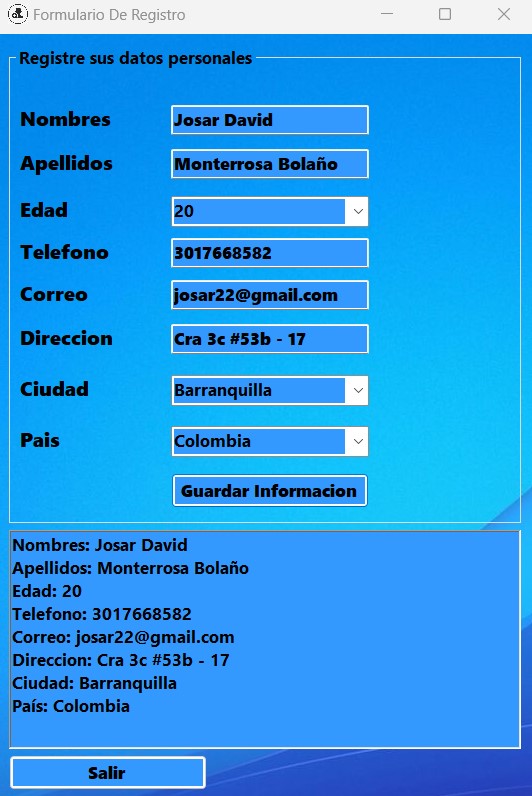 Formulario De Registro
Registre sus datos personales
Nombres Josar David
Apellidos Monterrosa Bolaño
Edad 20
Telefono 3017668582
Correo josar22@gmail.com
Direccion Cra 3c #53b - 17
Ciudad Barranquilla
Pais Colombia
Guardar Informacion
Nombres: Josar David
Apellidos: Monterrosa Bolaño
Edad: 20
Telefono: 3017668582
Correo: josar22@gmail.com
Direccion: Cra 3c #53b - 17
Ciudad: Barranquilla
País: Colombia
Salir